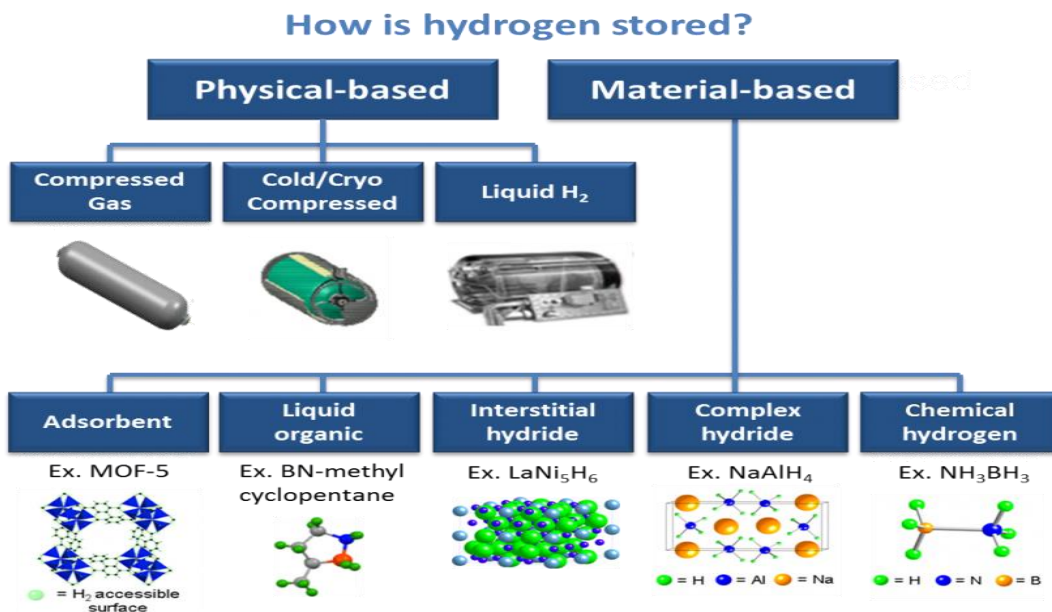 How is hydrogen stored?
Physical-based
Material-based
Compressed
Gas
Cold/Cryo
Compressed
Liquid H₂
Adsorbent
Liquid
organic
Interstitial
hydride
Complex
hydride
Chemical
hydrogen
Ex. MOF-5
Ex. BN-methyl
cyclopentane
Ex. LaNi₅H₆
Ex. NaAlH₄
Ex. NH₃BH₃
= H₂ accessible
surface
= H = Al = Na
= H = N = B